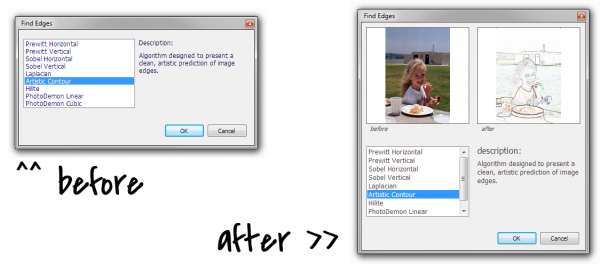 Find Edges
Prewitt Horizontal
Prewitt Vertical
Sobel Horizontal
Sobel Vertical
Laplacian
Artistic Contour
Hilite
PhotoDemon Linear
PhotoDemon Cubic
Description:
Algorithm designed to present a
clean, artistic prediction of image
edges.
OK
Cancel
^^ before
Find Edges
before
after
Prewitt Horizontal
Prewitt Vertical
Sobel Horizontal
Sobel Vertical
Laplacian
Artistic Contour
Hilite
PhotoDemon Linear
description:
Algorithm designed to present a
clean, artistic prediction of image
edges.
OK
Cancel
after >>